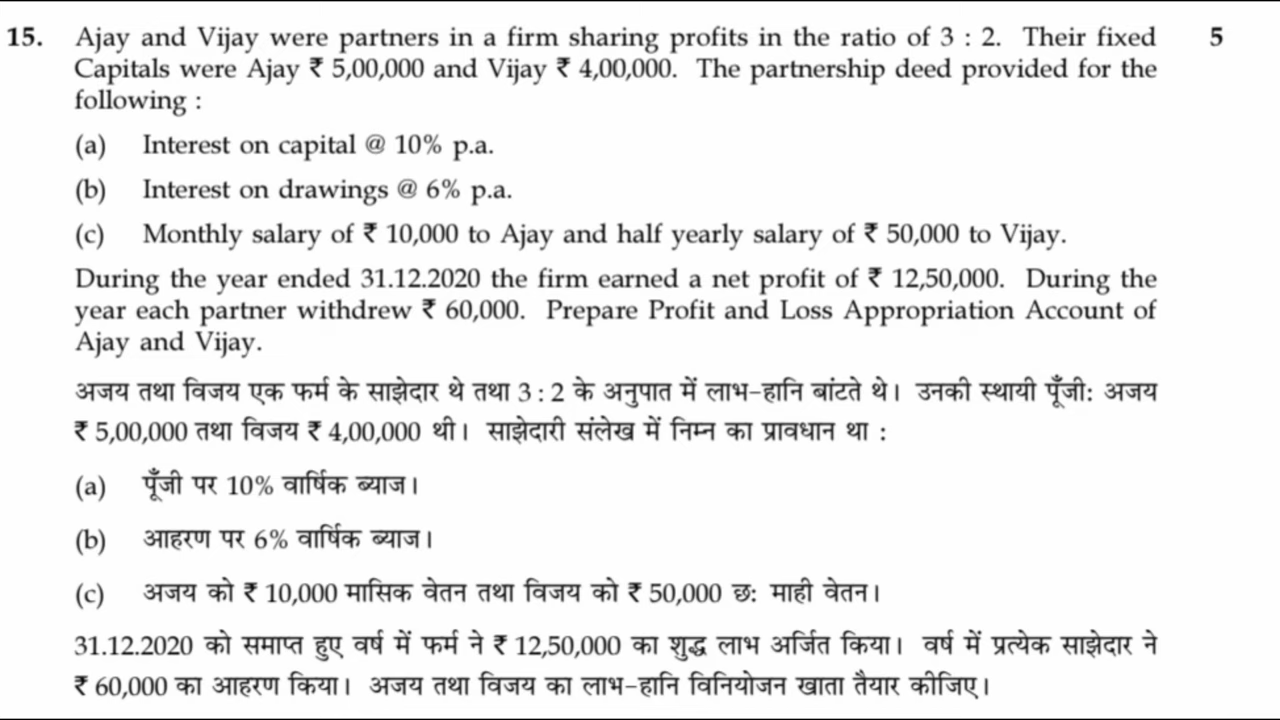 15. Ajay and Vijay were partners in a firm sharing profits in the ratio of 3 : 2. Their fixed 5
Capitals were Ajay ₹ 5,00,000 and Vijay ₹ 4,00,000. The partnership deed provided for the
following :
(a) Interest on capital @ 10% p.a.
(b) Interest on drawings @ 6% p.a.
(c) Monthly salary of ₹ 10,000 to Ajay and half yearly salary of ₹ 50,000 to Vijay.
During the year ended 31.12.2020 the firm earned a net profit of ₹ 12,50,000. During the
year each partner withdrew ₹ 60,000. Prepare Profit and Loss Appropriation Account of
Ajay and Vijay.
अजय तथा विजय एक फर्म के साझेदार थे तथा 3 : 2 के अनुपात में लाभ-हानि बांटते थे। उनकी स्थायी पूँजी: अजय
₹ 5,00,000 तथा विजय ₹ 4,00,000 थी। साझेदारी संलेख में निम्न का प्रावधान था :
(a) पूँजी पर 10% वार्षिक ब्याज।
(b) आहरण पर 6% वार्षिक ब्याज।
(c) अजय को ₹ 10,000 मासिक वेतन तथा विजय को ₹ 50,000 छः माही वेतन।
31.12.2020 को समाप्त हुए वर्ष में फर्म ने ₹ 12,50,000 का शुद्ध लाभ अर्जित किया। वर्ष में प्रत्येक साझेदार ने
₹ 60,000 का आहरण किया। अजय तथा विजय का लाभ-हानि विनियोजन खाता तैयार कीजिए।